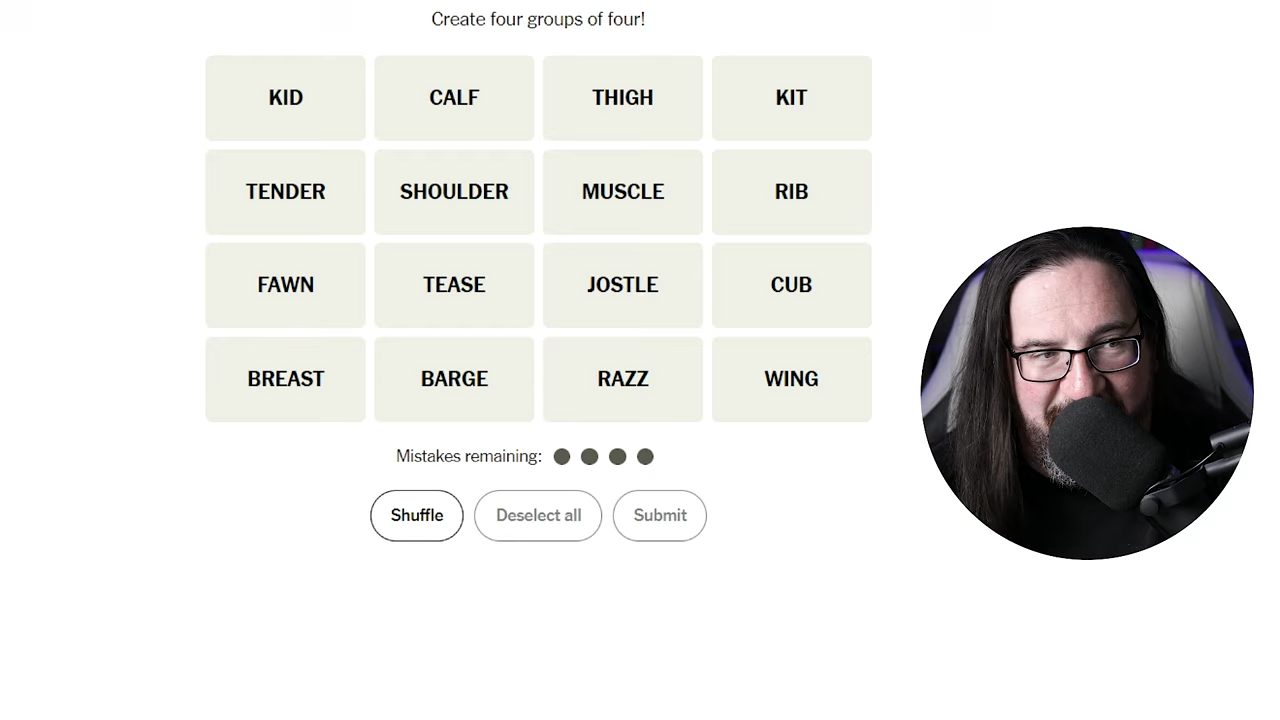 Create four groups of four!
KID CALF THIGH KIT
TENDER SHOULDER MUSCLE RIB
FAWN TEASE JOSTLE CUB
BREAST BARGE RAZZ WING
Mistakes remaining:
Shuffle Deselect all Submit